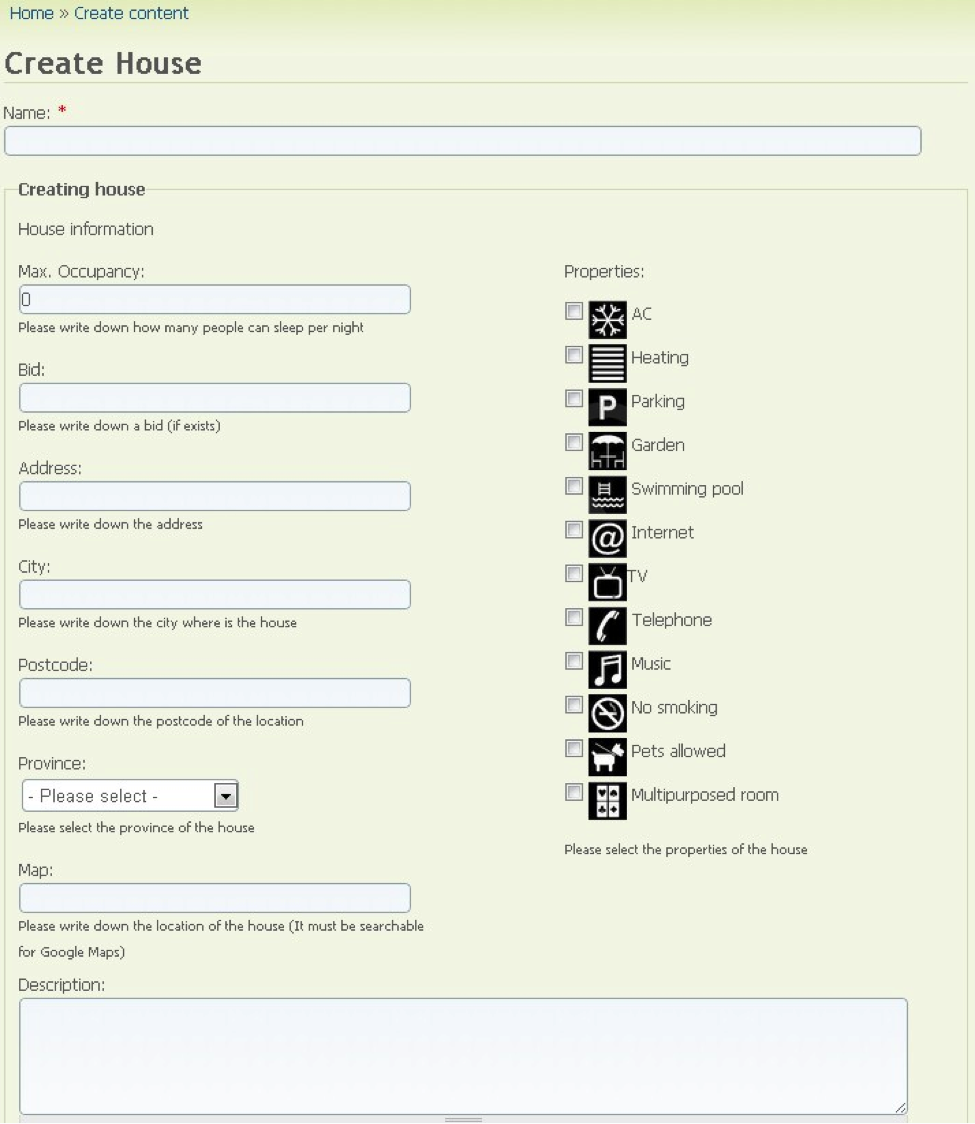 Home » Create content
Create House
Name: *
Creating house
House information
Max. Occupancy:
0
Please write down how many people can sleep per night
Bid:
Please write down a bid (if exists)
Address:
Please write down the address
City:
Please write down the city where is the house
Postcode:
Please write down the postcode of the location
Province:
- Please select -
Please select the province of the house
Map:
Please write down the location of the house (It must be searchable
for Google Maps)
Properties:
AC
Heating
P Parking
Garden
Swimming pool
@ Internet
TV
Telephone
Music
No smoking
Pets allowed
Multipurposed room
Please select the properties of the house
Description: